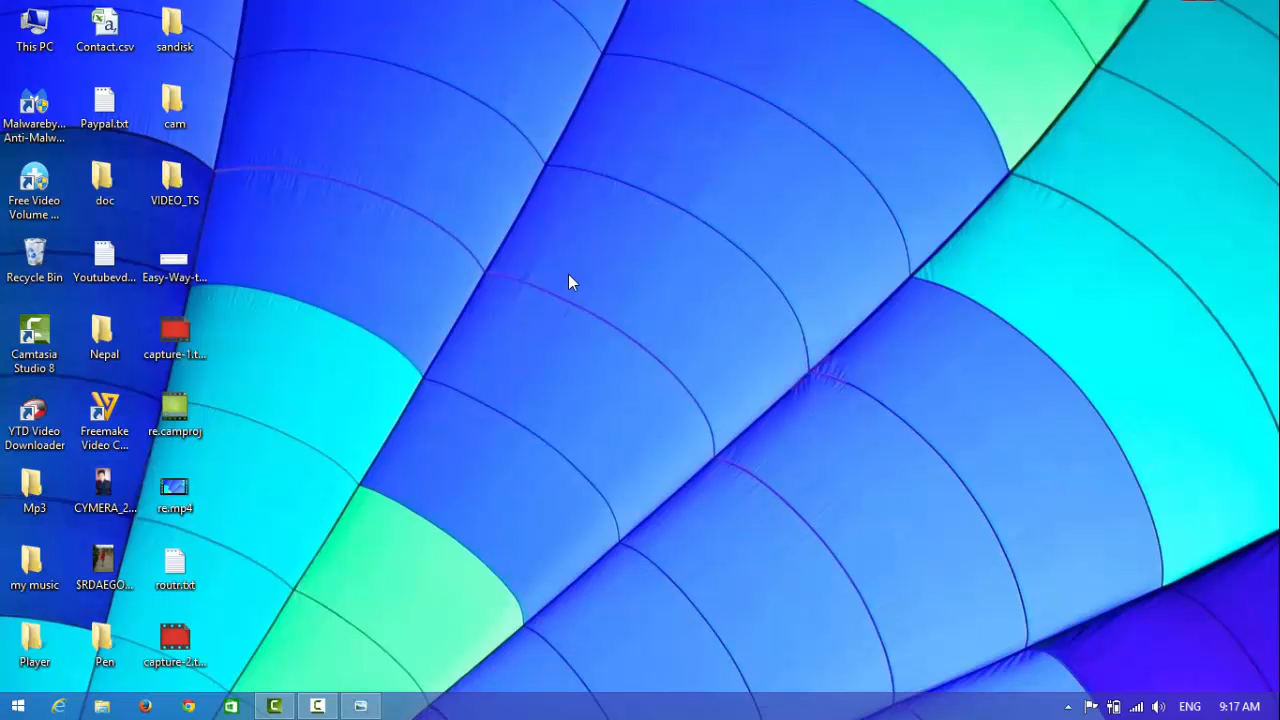 This PC
Contact.csv
sandisk
Malwareby...
Anti-Malw...
Paypal.txt
cam
Free Video
Volume ...
doc
VIDEO_TS
Recycle Bin
Youtubevd...
Easy-Way-t...
Camtasia
Studio 8
Nepal
capture-1.t...
YTD Video
Downloader
Freemake
Video C...
re.camproj
Mp3
CYMERA_2...
re.mp4
my music
$RDAEGO...
routr.txt
Player
Pen
capture-2.t...
ENG
9:17 AM